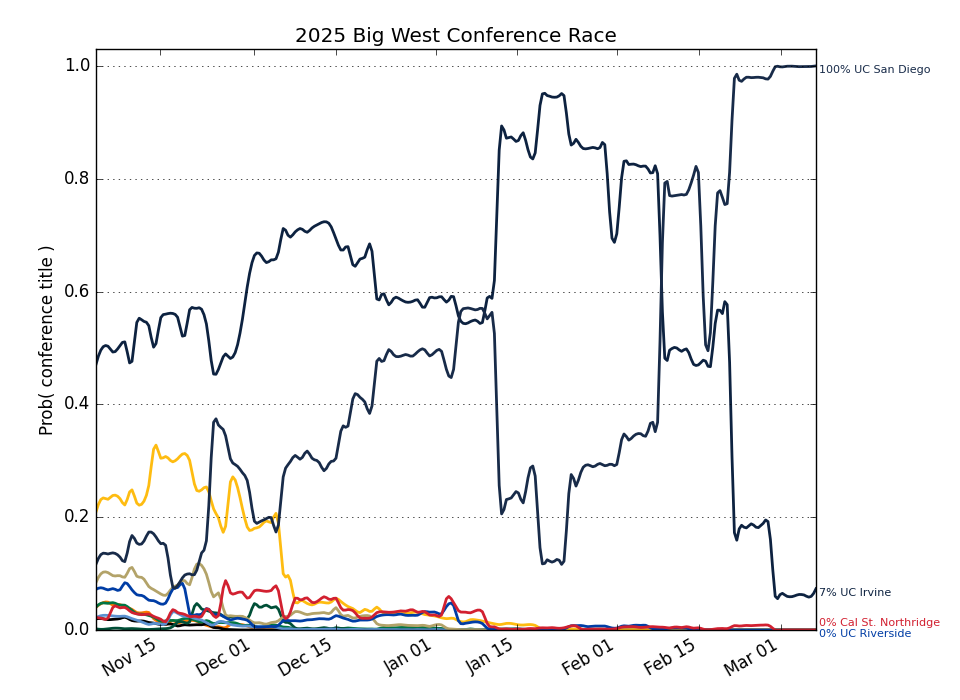 2025 Big West Conference Race
Prob( conference title )
1.0
0.8
0.6
0.4
0.2
0.0
Nov 15
Dec 01
Dec 15
Jan 01
Jan 15
Feb 01
Feb 15
Mar 01
100% UC San Diego
7% UC Irvine
0% Cal St. Northridge
0% UC Riverside